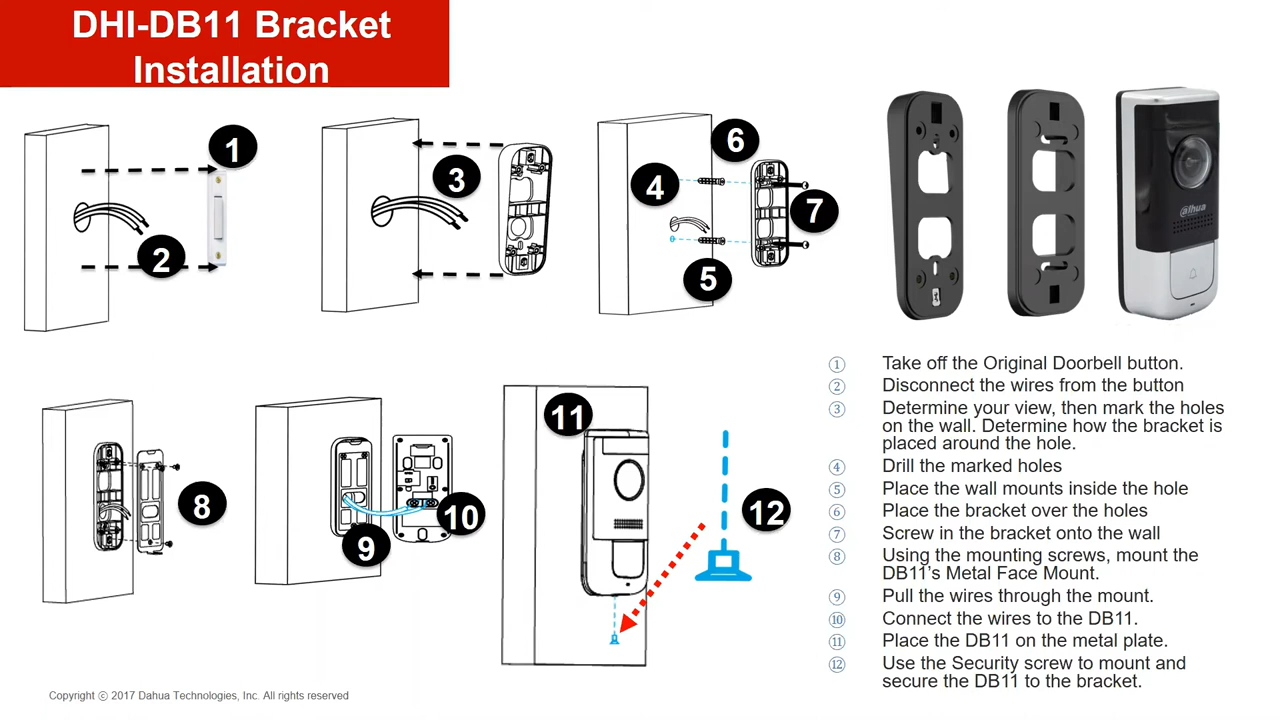 DHI-DB11 Bracket
Installation
1
2
3
4
5
6
7
8
9
10
11
12
alhua
① Take off the Original Doorbell button.
② Disconnect the wires from the button
③ Determine your view, then mark the holes
on the wall. Determine how the bracket is
placed around the hole.
④ Drill the marked holes
⑤ Place the wall mounts inside the hole
⑥ Place the bracket over the holes
⑦ Screw in the bracket onto the wall
⑧ Using the mounting screws, mount the
DB11’s Metal Face Mount.
⑨ Pull the wires through the mount.
⑩ Connect the wires to the DB11.
⑪ Place the DB11 on the metal plate.
⑫ Use the Security screw to mount and
secure the DB11 to the bracket.
Copyright ⓒ 2017 Dahua Technologies, Inc. All rights reserved